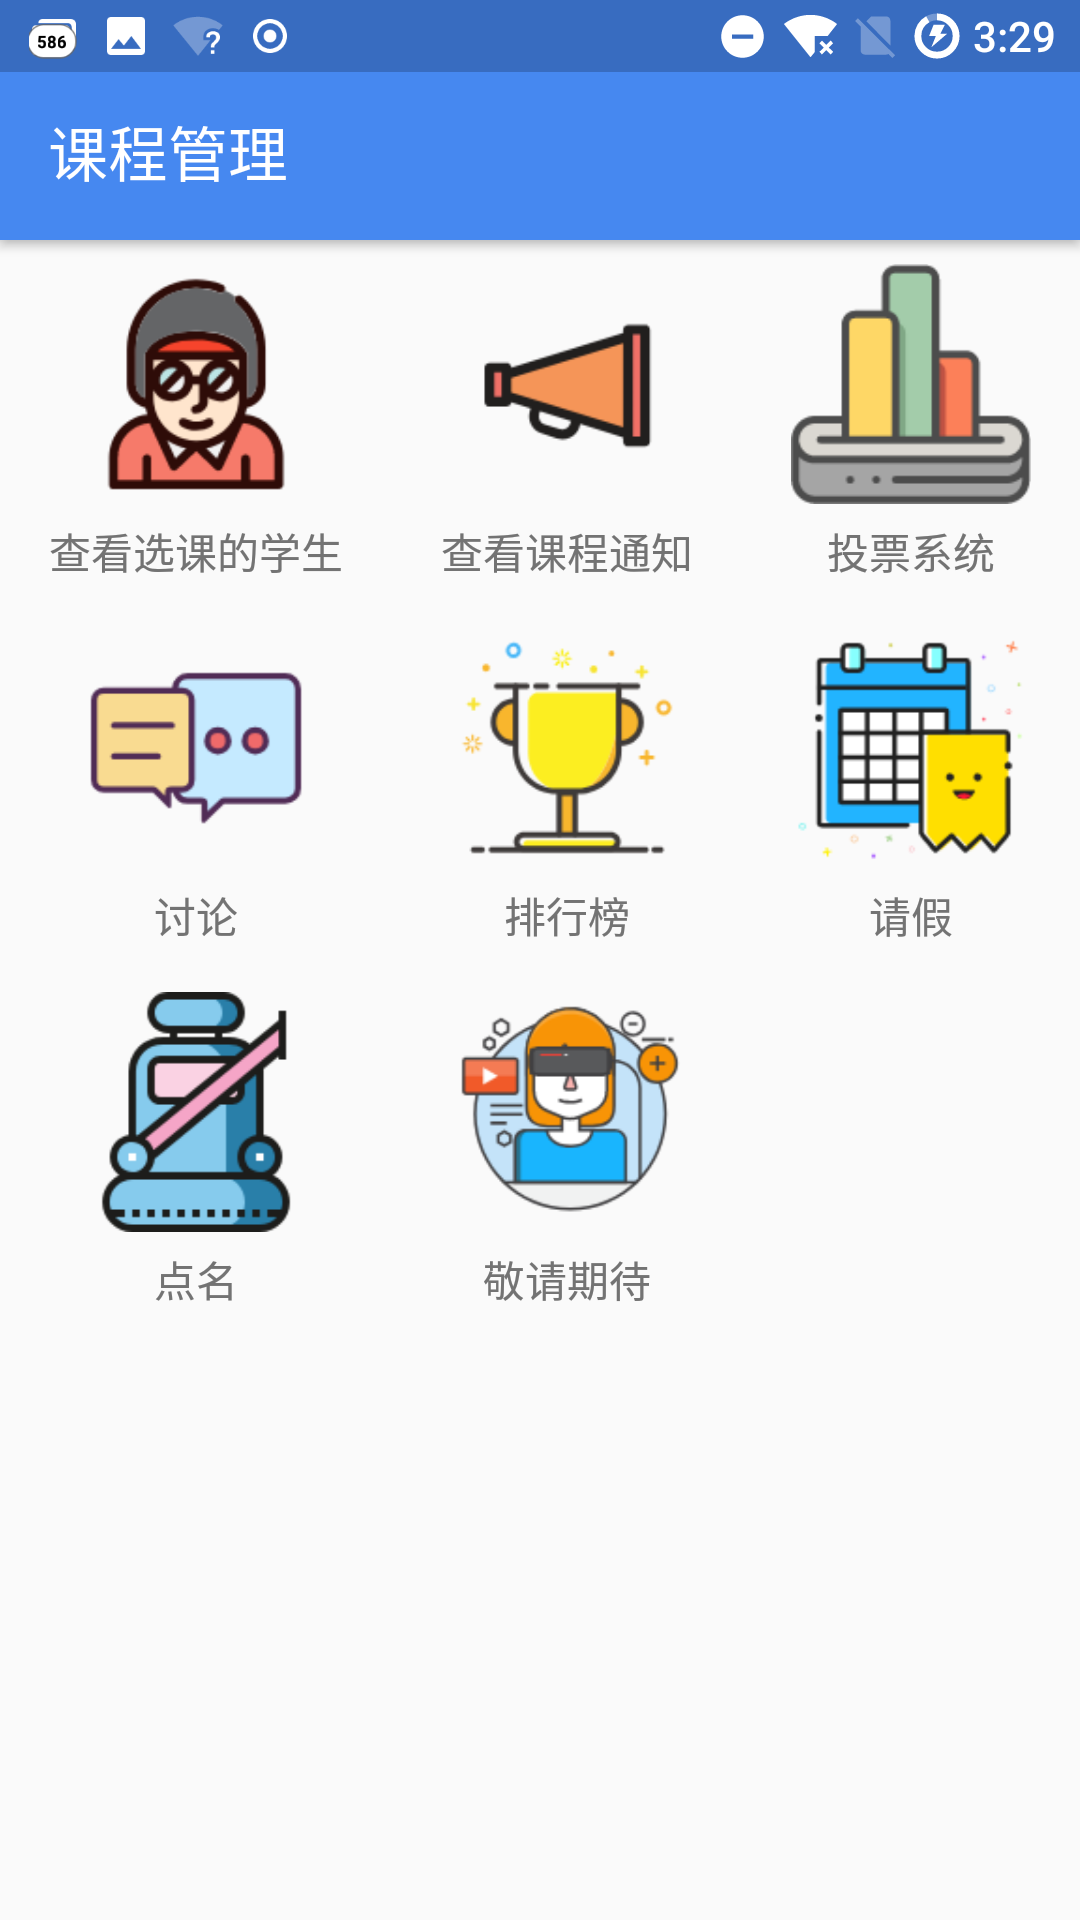 586
3:29
课程管理
查看选课的学生
查看课程通知
投票系统
讨论
排行榜
请假
点名
敬请期待